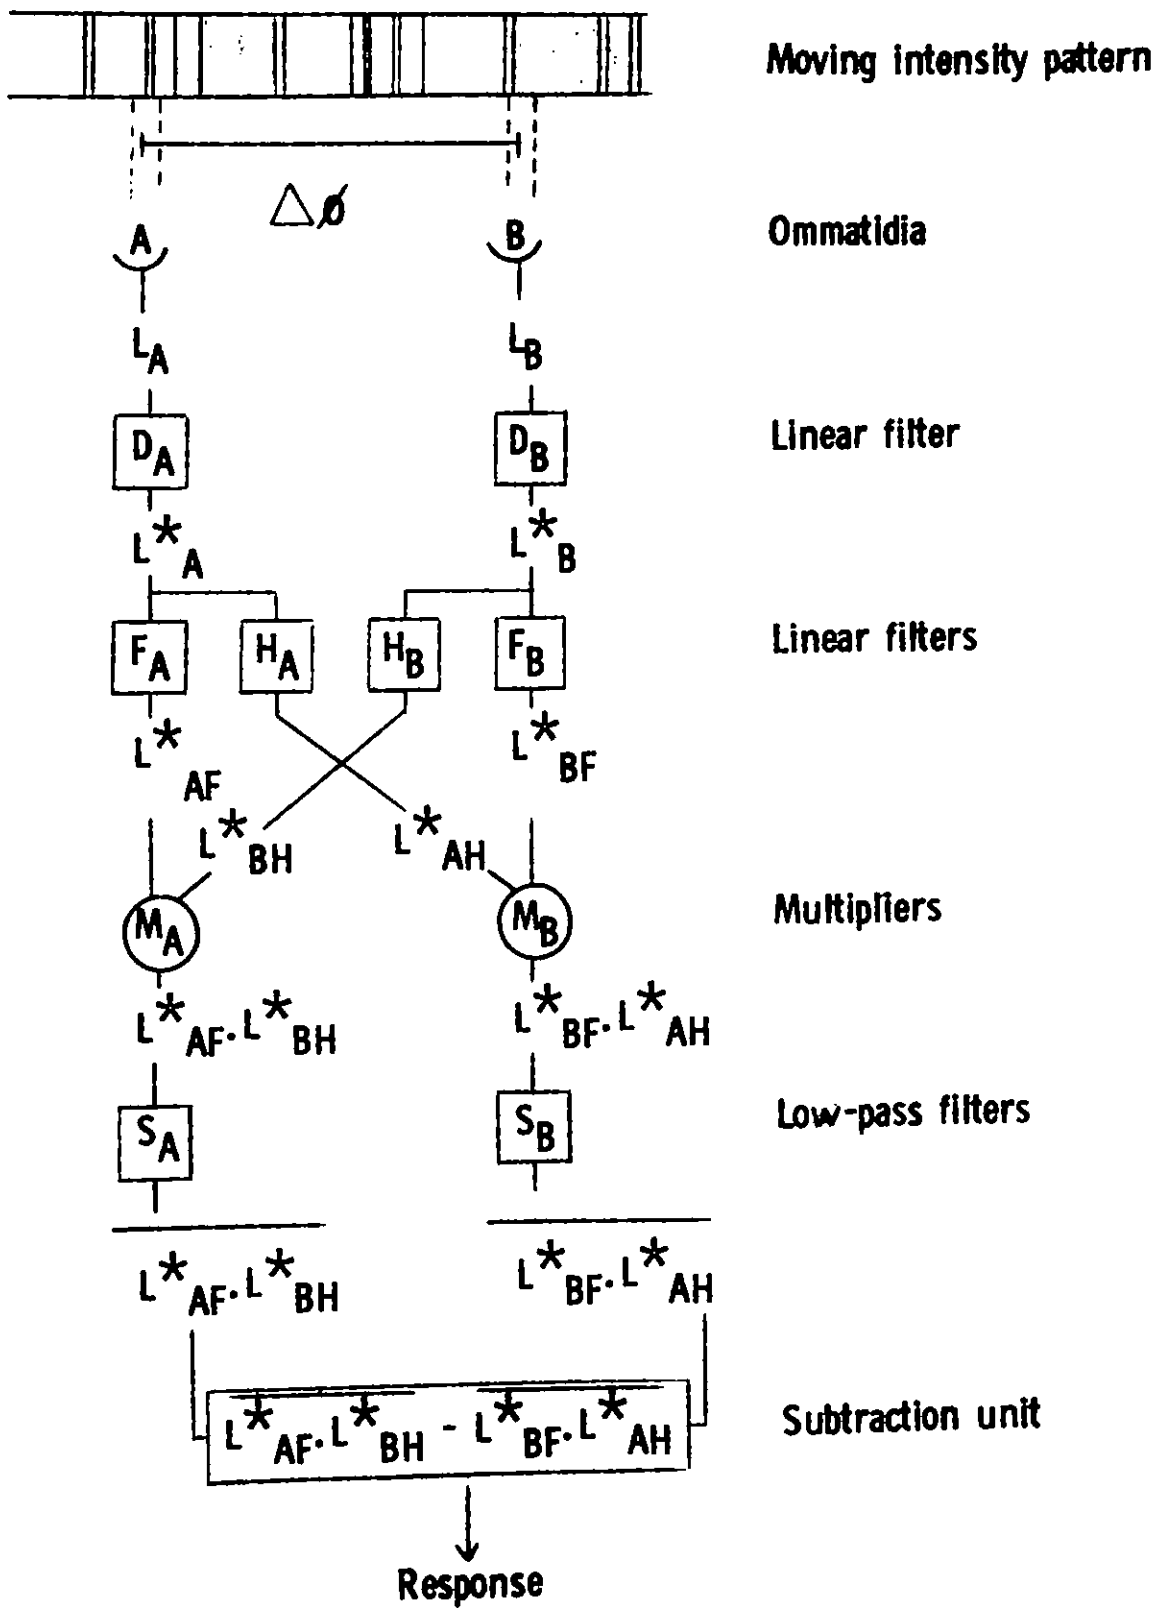 Moving intensity pattern
△ø
A B Ommatidia
L_A L_B
D_A D_B Linear filter
L*_A L*_B
F_A H_A H_B F_B Linear filters
L*_AF L*_BF
L*_BH L*_AH
M_A M_B Multipliers
L*_AF.L*_BH L*_BF.L*_AH
S_A S_B Low-pass filters
L*_AF.L*_BH L*_BF.L*_AH
L*_AF.L*_BH - L*_BF.L*_AH Subtraction unit
Response